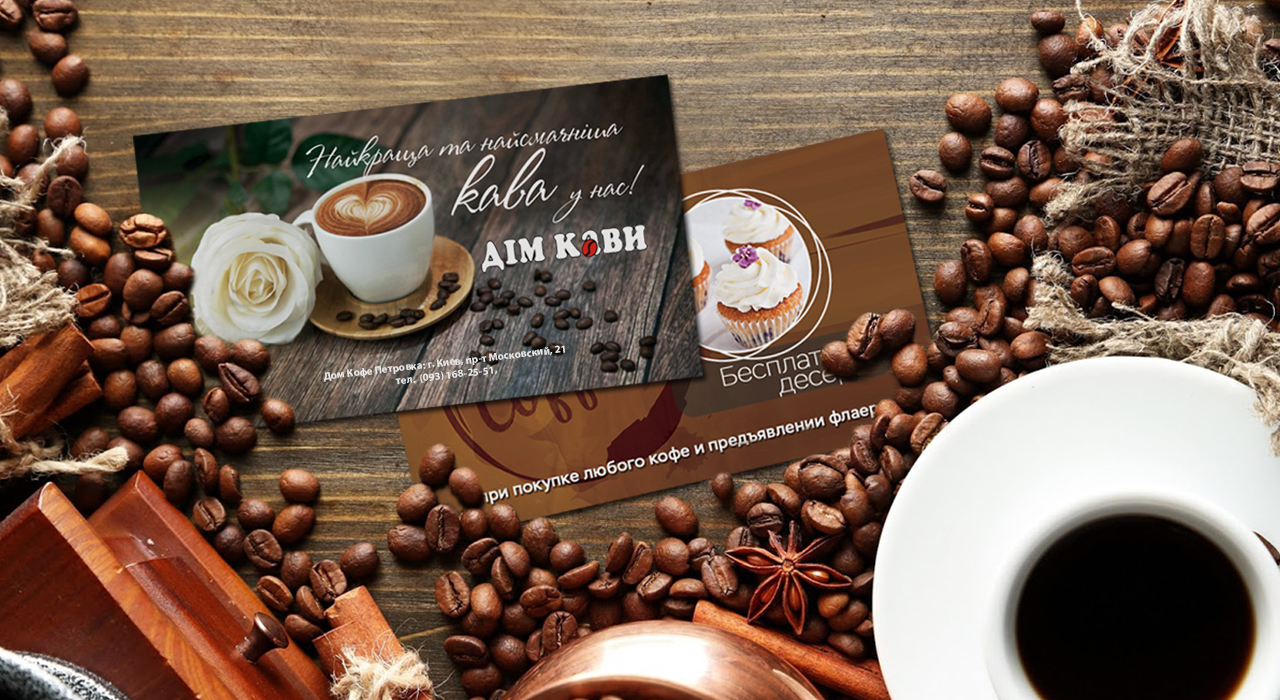 Найкраща та найсмачніша
кава у нас!
ДІМ КАВИ
Дом Кофе Петровка: г. Киев, пр-т Московский, 21
тел. (093) 168-25-51,
Бесплат
десер
ри покупке любого кофе и предъявлении флаер